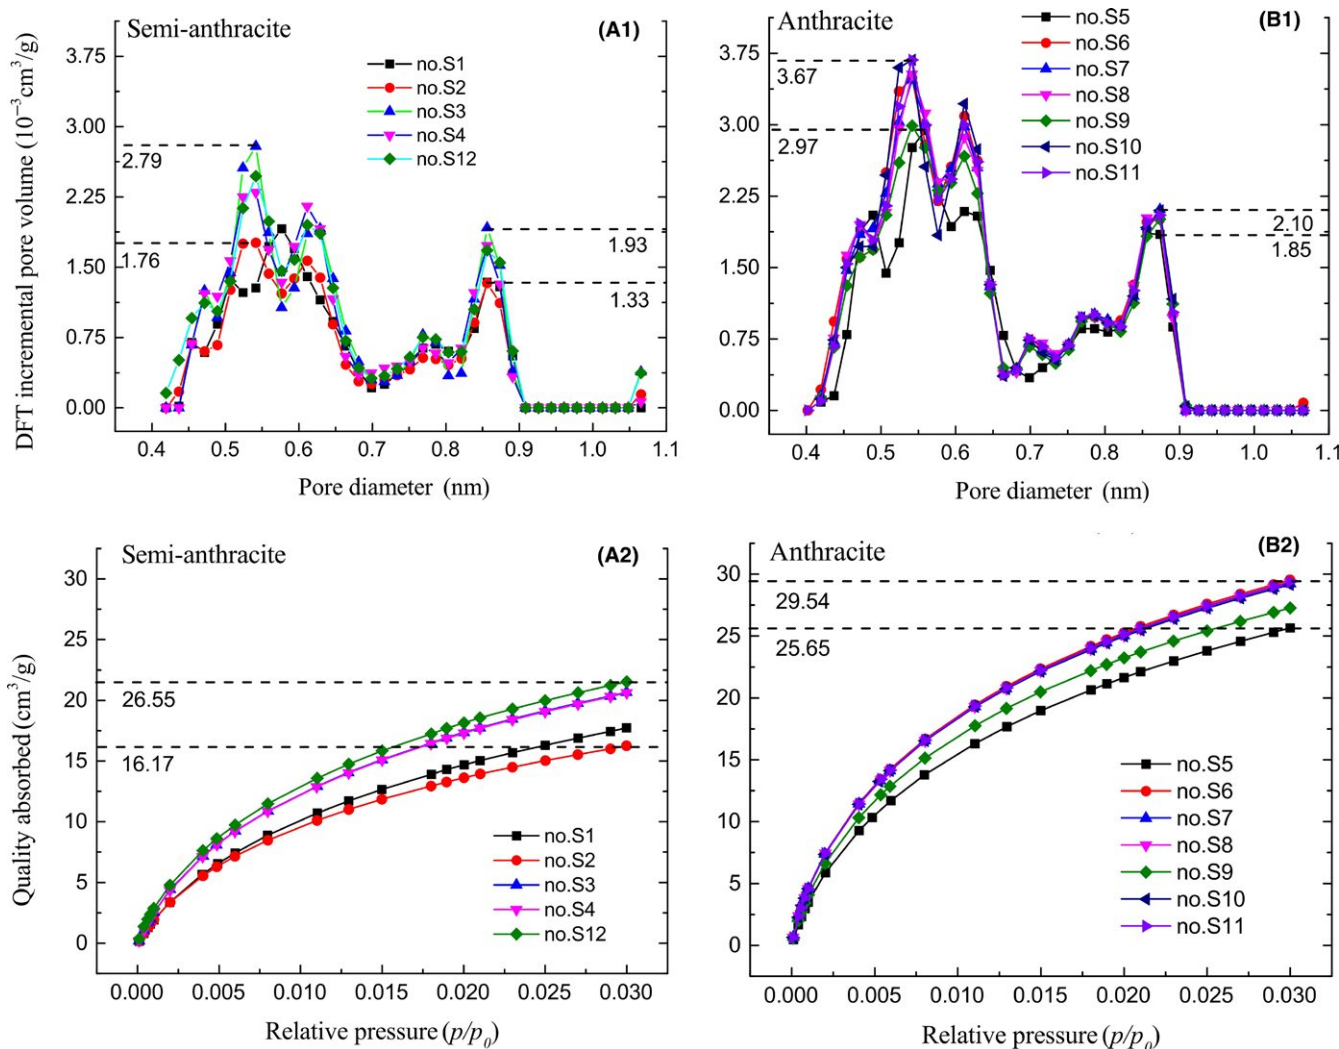 Semi-anthracite
(A1)
no.S1
no.S2
no.S3
no.S4
no.S12
3.75
3.00
2.25
1.50
0.75
0.00
2.79
1.76
1.93
1.33
0.4 0.5 0.6 0.7 0.8 0.9 1.0 1.1
Pore diameter (nm)
DFT incremental pore volume (10⁻³ cm³/g)
Anthracite
(B1)
no.S5
no.S6
no.S7
no.S8
no.S9
no.S10
no.S11
3.75
3.00
2.25
1.50
0.75
0.00
3.67
2.97
2.10
1.85
0.4 0.5 0.6 0.7 0.8 0.9 1.0 1.1
Pore diameter (nm)
Semi-anthracite
(A2)
30
25
20
15
10
5
0
26.55
16.17
no.S1
no.S2
no.S3
no.S4
no.S12
0.000 0.005 0.010 0.015 0.020 0.025 0.030
Relative pressure (p/p₀)
Quality absorbed (cm³/g)
Anthracite
(B2)
30
25
20
15
10
5
0
29.54
25.65
no.S5
no.S6
no.S7
no.S8
no.S9
no.S10
no.S11
0.000 0.005 0.010 0.015 0.020 0.025 0.030
Relative pressure (p/p₀)